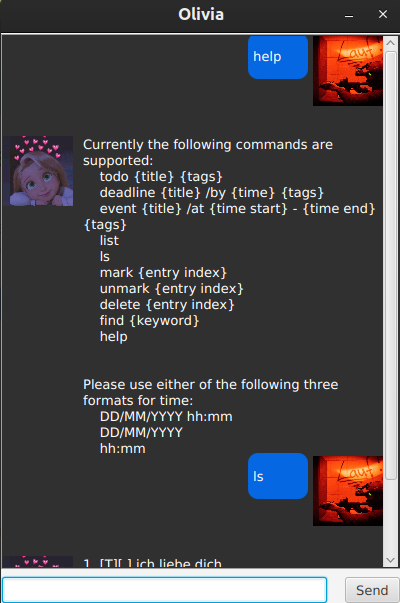 Olivia
help
Currently the following commands are
supported:
todo {title} {tags}
deadline {title} /by {time} {tags}
event {title} /at {time start} - {time end}
{tags}
list
ls
mark {entry index}
unmark {entry index}
delete {entry index}
find {keyword}
help
Please use either of the following three
formats for time:
DD/MM/YYYY hh:mm
DD/MM/YYYY
hh:mm
ls
1. [T][ ] ich liebe dich
Send